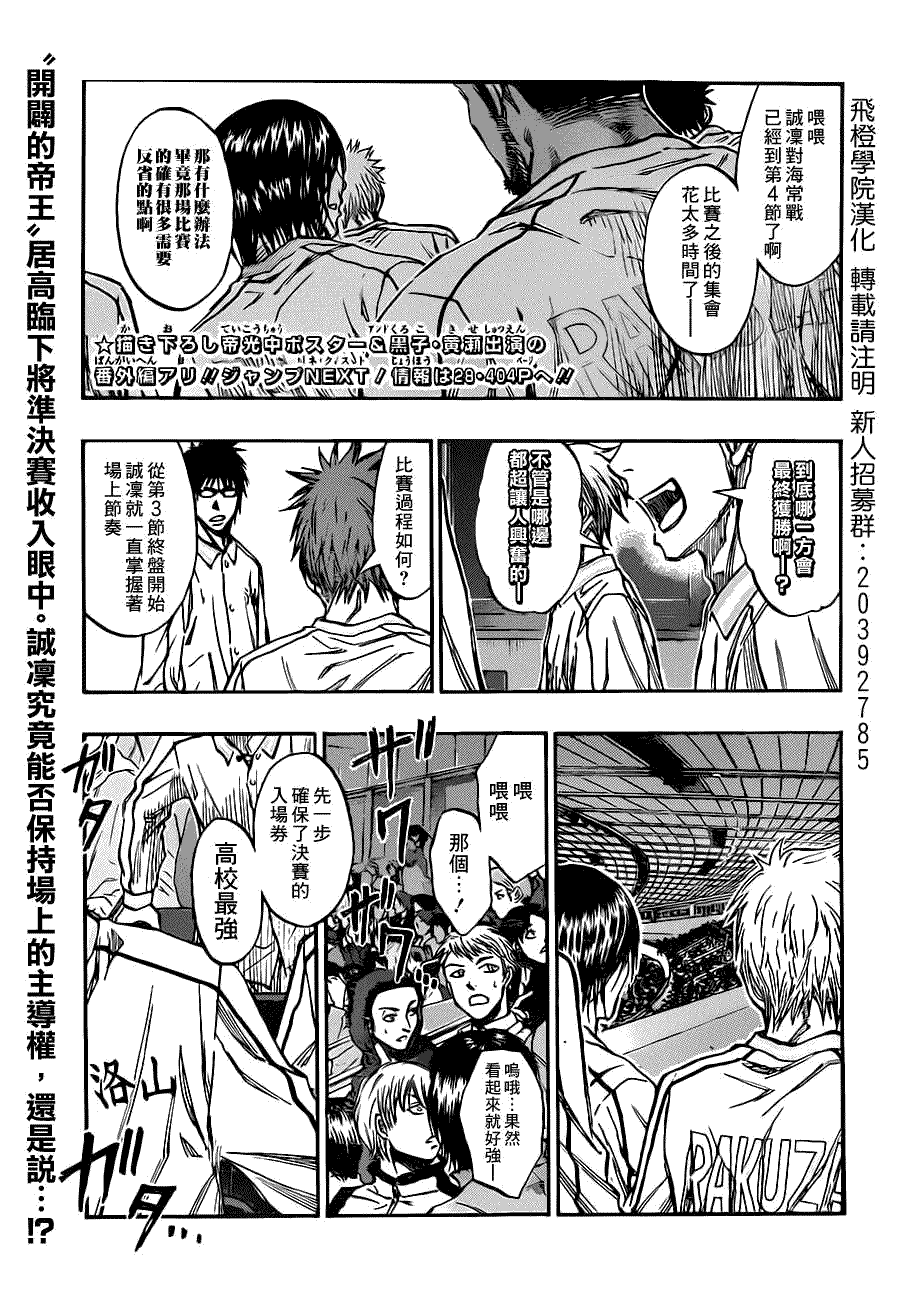 飛橙學院漢化 轉載請注明 新人招募群：20392785
喂喂
誠凜對海常戰
已經到第4節了啊
比賽之後的集會
花太多時間了——
那有什麼辦法
畢竟那場比賽
的確有很多需要
反省的點啊
☆描き下ろし帝光中ポスター&黒子・黄瀬出演の
番外編アリ!!ジャンプNEXT!情報は28・404Pへ!!
到底哪一方會
最終獲勝啊——?
不管是哪邊
都超讓人興奮的——
比賽過程如何?
從第3節終盤開始
誠凜就一直掌握著
場上節奏
RAKUZA
喂喂
那個…!
ザワ
ザワ
嗚哦…果然
看起來就好強——
先一步
確保了決賽的
入場券
高校最強
ガタ
洛山
ガタ…
〝開闢的帝王〞居高臨下將準決賽收入眼中。誠凜究竟能否保持場上的主導權，還是説…!?